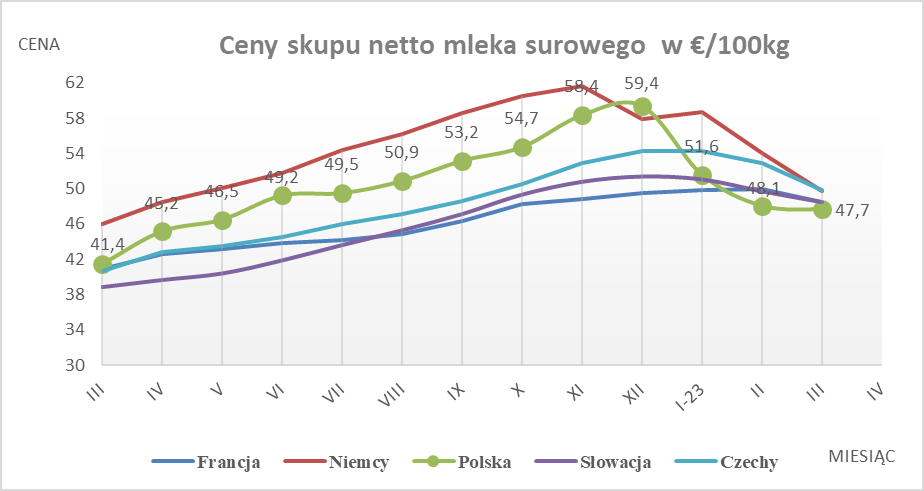 CENA
Ceny skupu netto mleka surowego w €/100kg
62
58
54
50
46
42
38
34
30
41,4
45,2
46,5
49,2
49,5
50,9
53,2
54,7
58,4
59,4
51,6
48,1
47,7
III
IV
V
VI
VII
VIII
IX
X
XI
XII
I-23
II
III
IV
Francja Niemcy Polska Słowacja Czechy
MIESIĄC